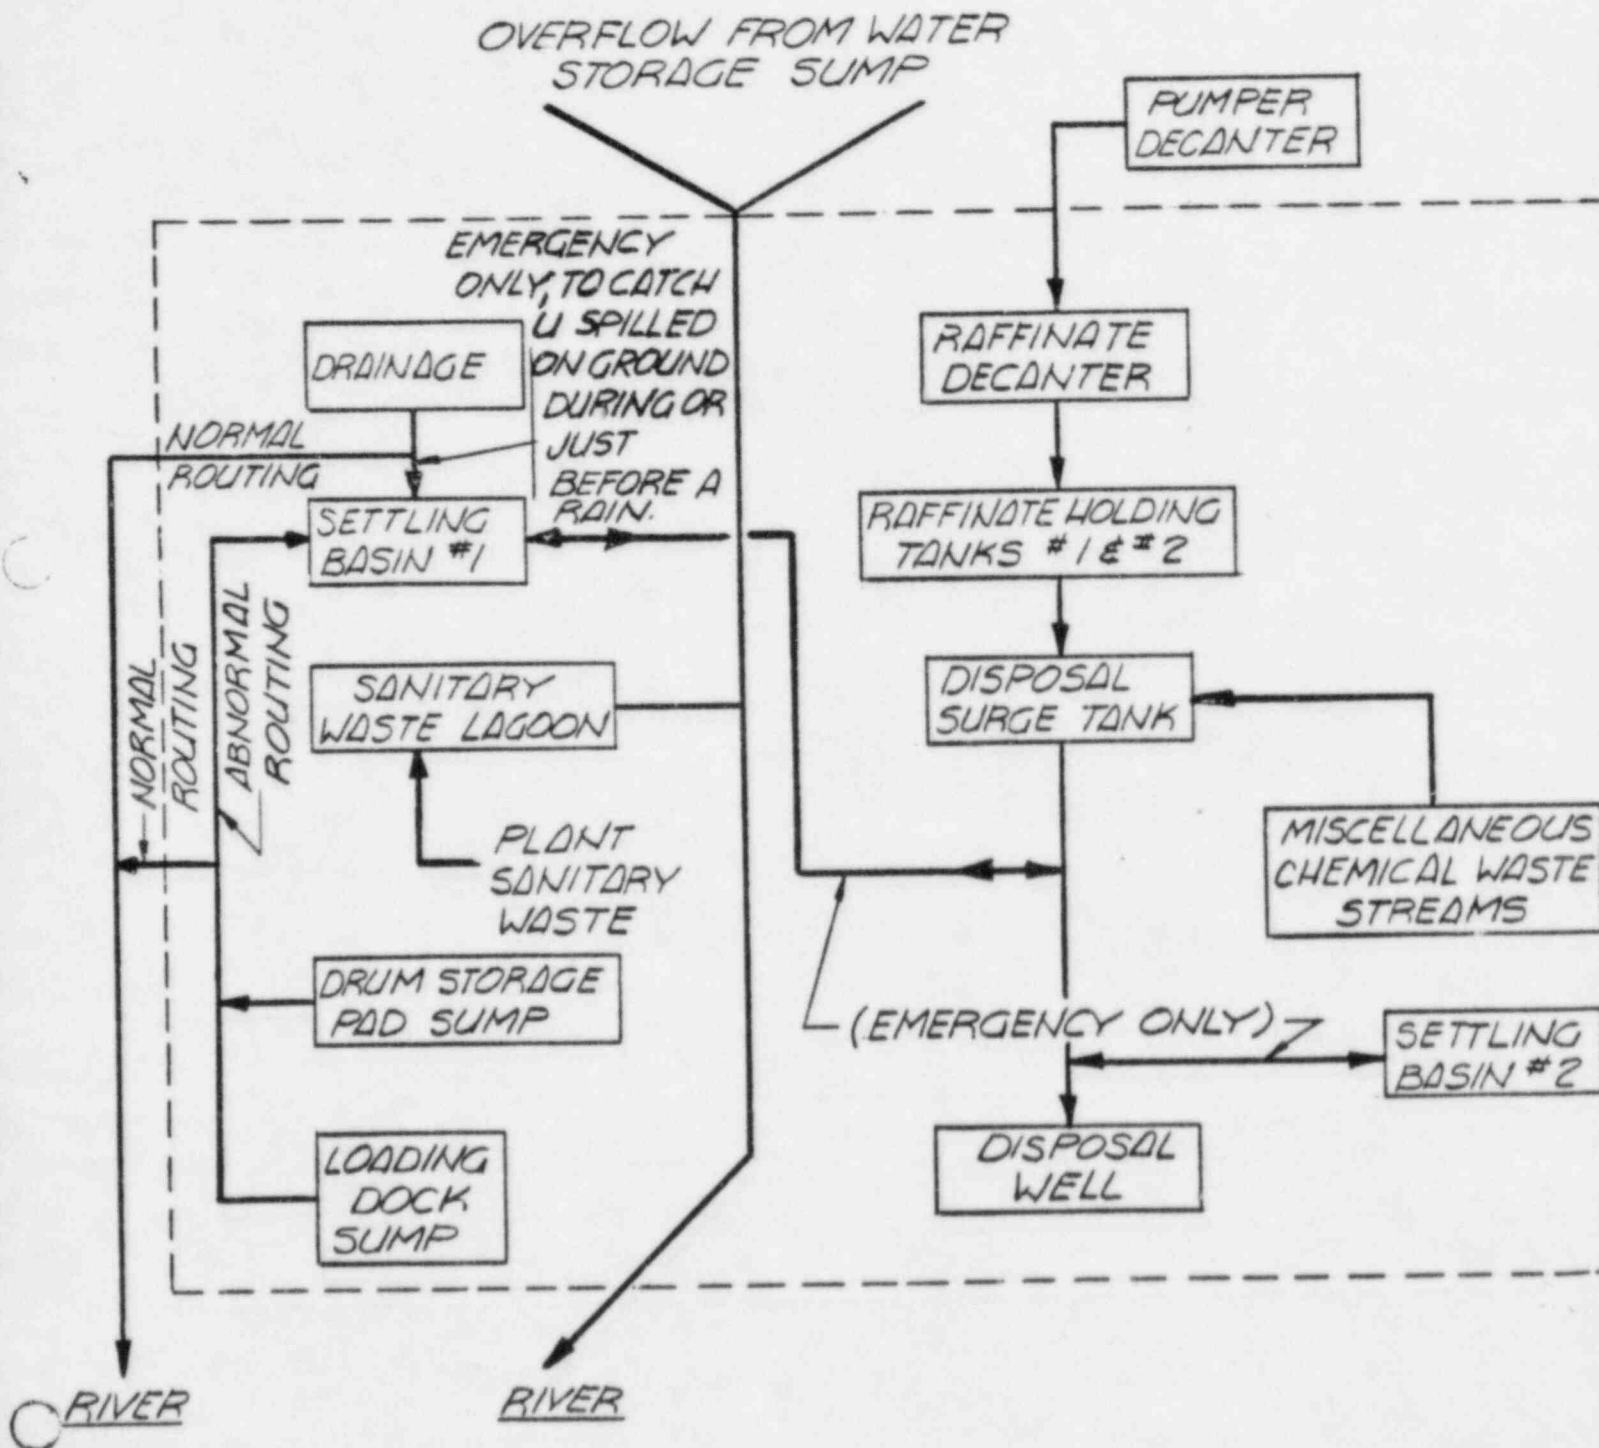 OVERFLOW FROM WATER
STORAGE SUMP
PUMPER
DECANTER
EMERGENCY
ONLY, TO CATCH
U SPILLED
ON GROUND
DURING OR
JUST
BEFORE A
RAIN.
DRAINAGE
NORMAL
ROUTING
SETTLING
BASIN #1
RAFFINATE
DECANTER
RAFFINATE HOLDING
TANKS #1 & #2
NORMAL
ROUTING
ABNORMAL
ROUTING
SANITARY
WASTE LAGOON
DISPOSAL
SURGE TANK
PLANT
SANITARY
WASTE
MISCELLANEOUS
CHEMICAL WASTE
STREAMS
DRUM STORAGE
PAD SUMP
(EMERGENCY ONLY)
SETTLING
BASIN #2
LOADING
DOCK
SUMP
DISPOSAL
WELL
RIVER
RIVER